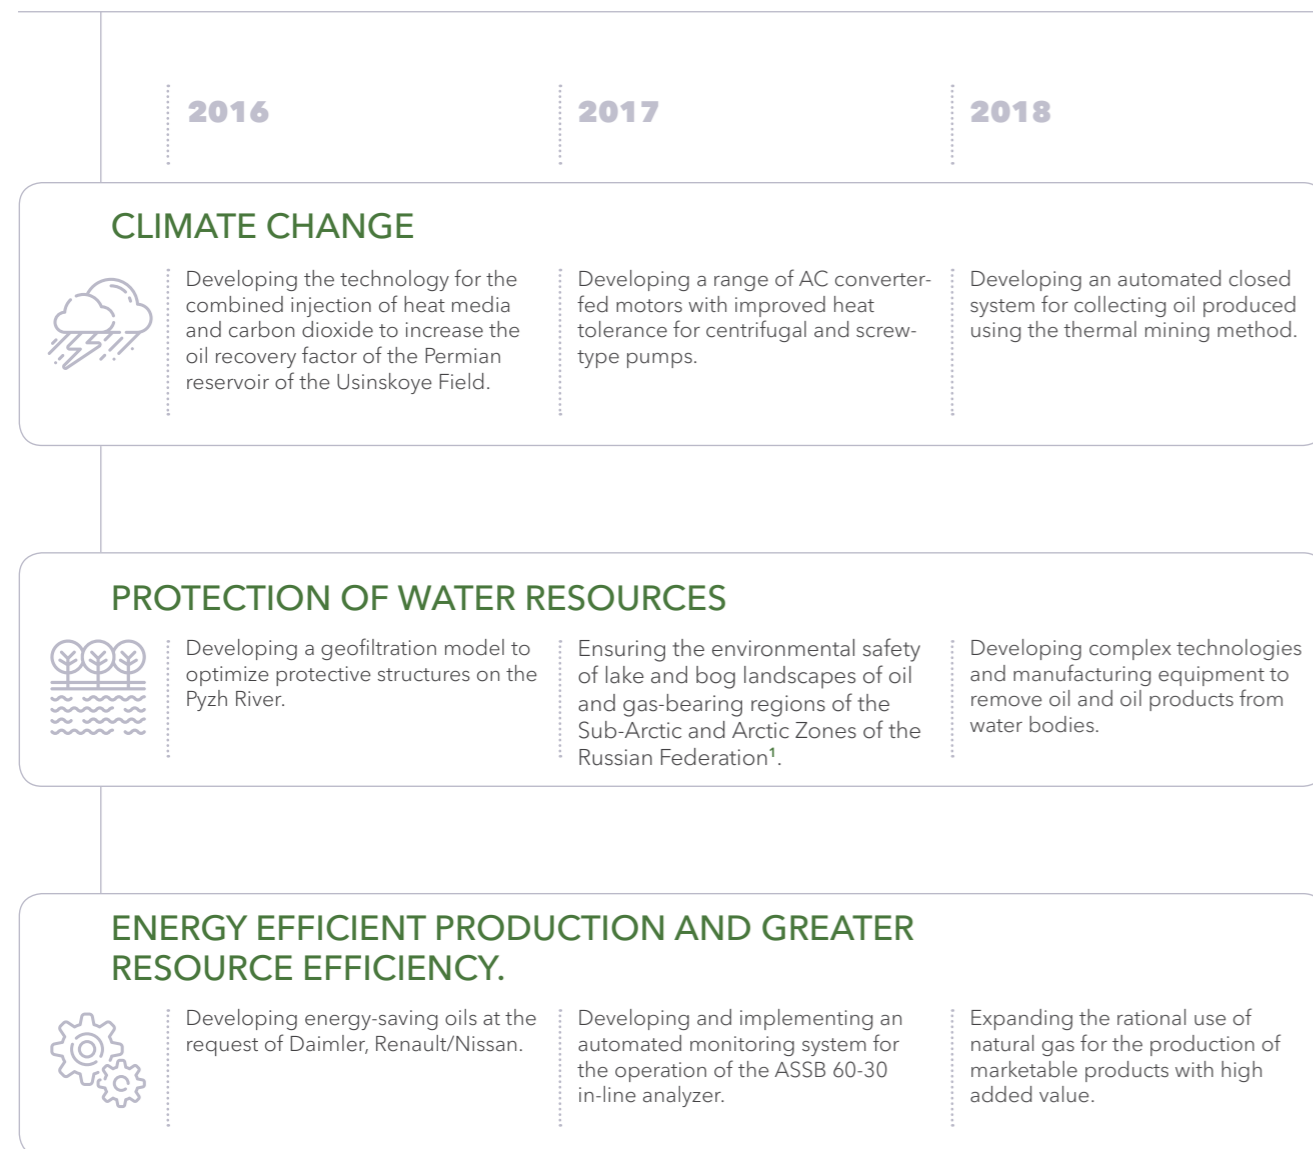 2016
2017
2018
CLIMATE CHANGE
Developing the technology for the
combined injection of heat media
and carbon dioxide to increase the
oil recovery factor of the Permian
reservoir of the Usinskoye Field.
Developing a range of AC converter-
fed motors with improved heat
tolerance for centrifugal and screw-
type pumps.
Developing an automated closed
system for collecting oil produced
using the thermal mining method.
PROTECTION OF WATER RESOURCES
Developing a geofiltration model to
optimize protective structures on the
Pyzh River.
Ensuring the environmental safety
of lake and bog landscapes of oil
and gas-bearing regions of the
Sub-Arctic and Arctic Zones of the
Russian Federation¹.
Developing complex technologies
and manufacturing equipment to
remove oil and oil products from
water bodies.
ENERGY EFFICIENT PRODUCTION AND GREATER
RESOURCE EFFICIENCY.
Developing energy-saving oils at the
request of Daimler, Renault/Nissan.
Developing and implementing an
automated monitoring system for
the operation of the ASSB 60-30
in-line analyzer.
Expanding the rational use of
natural gas for the production of
marketable products with high
added value.